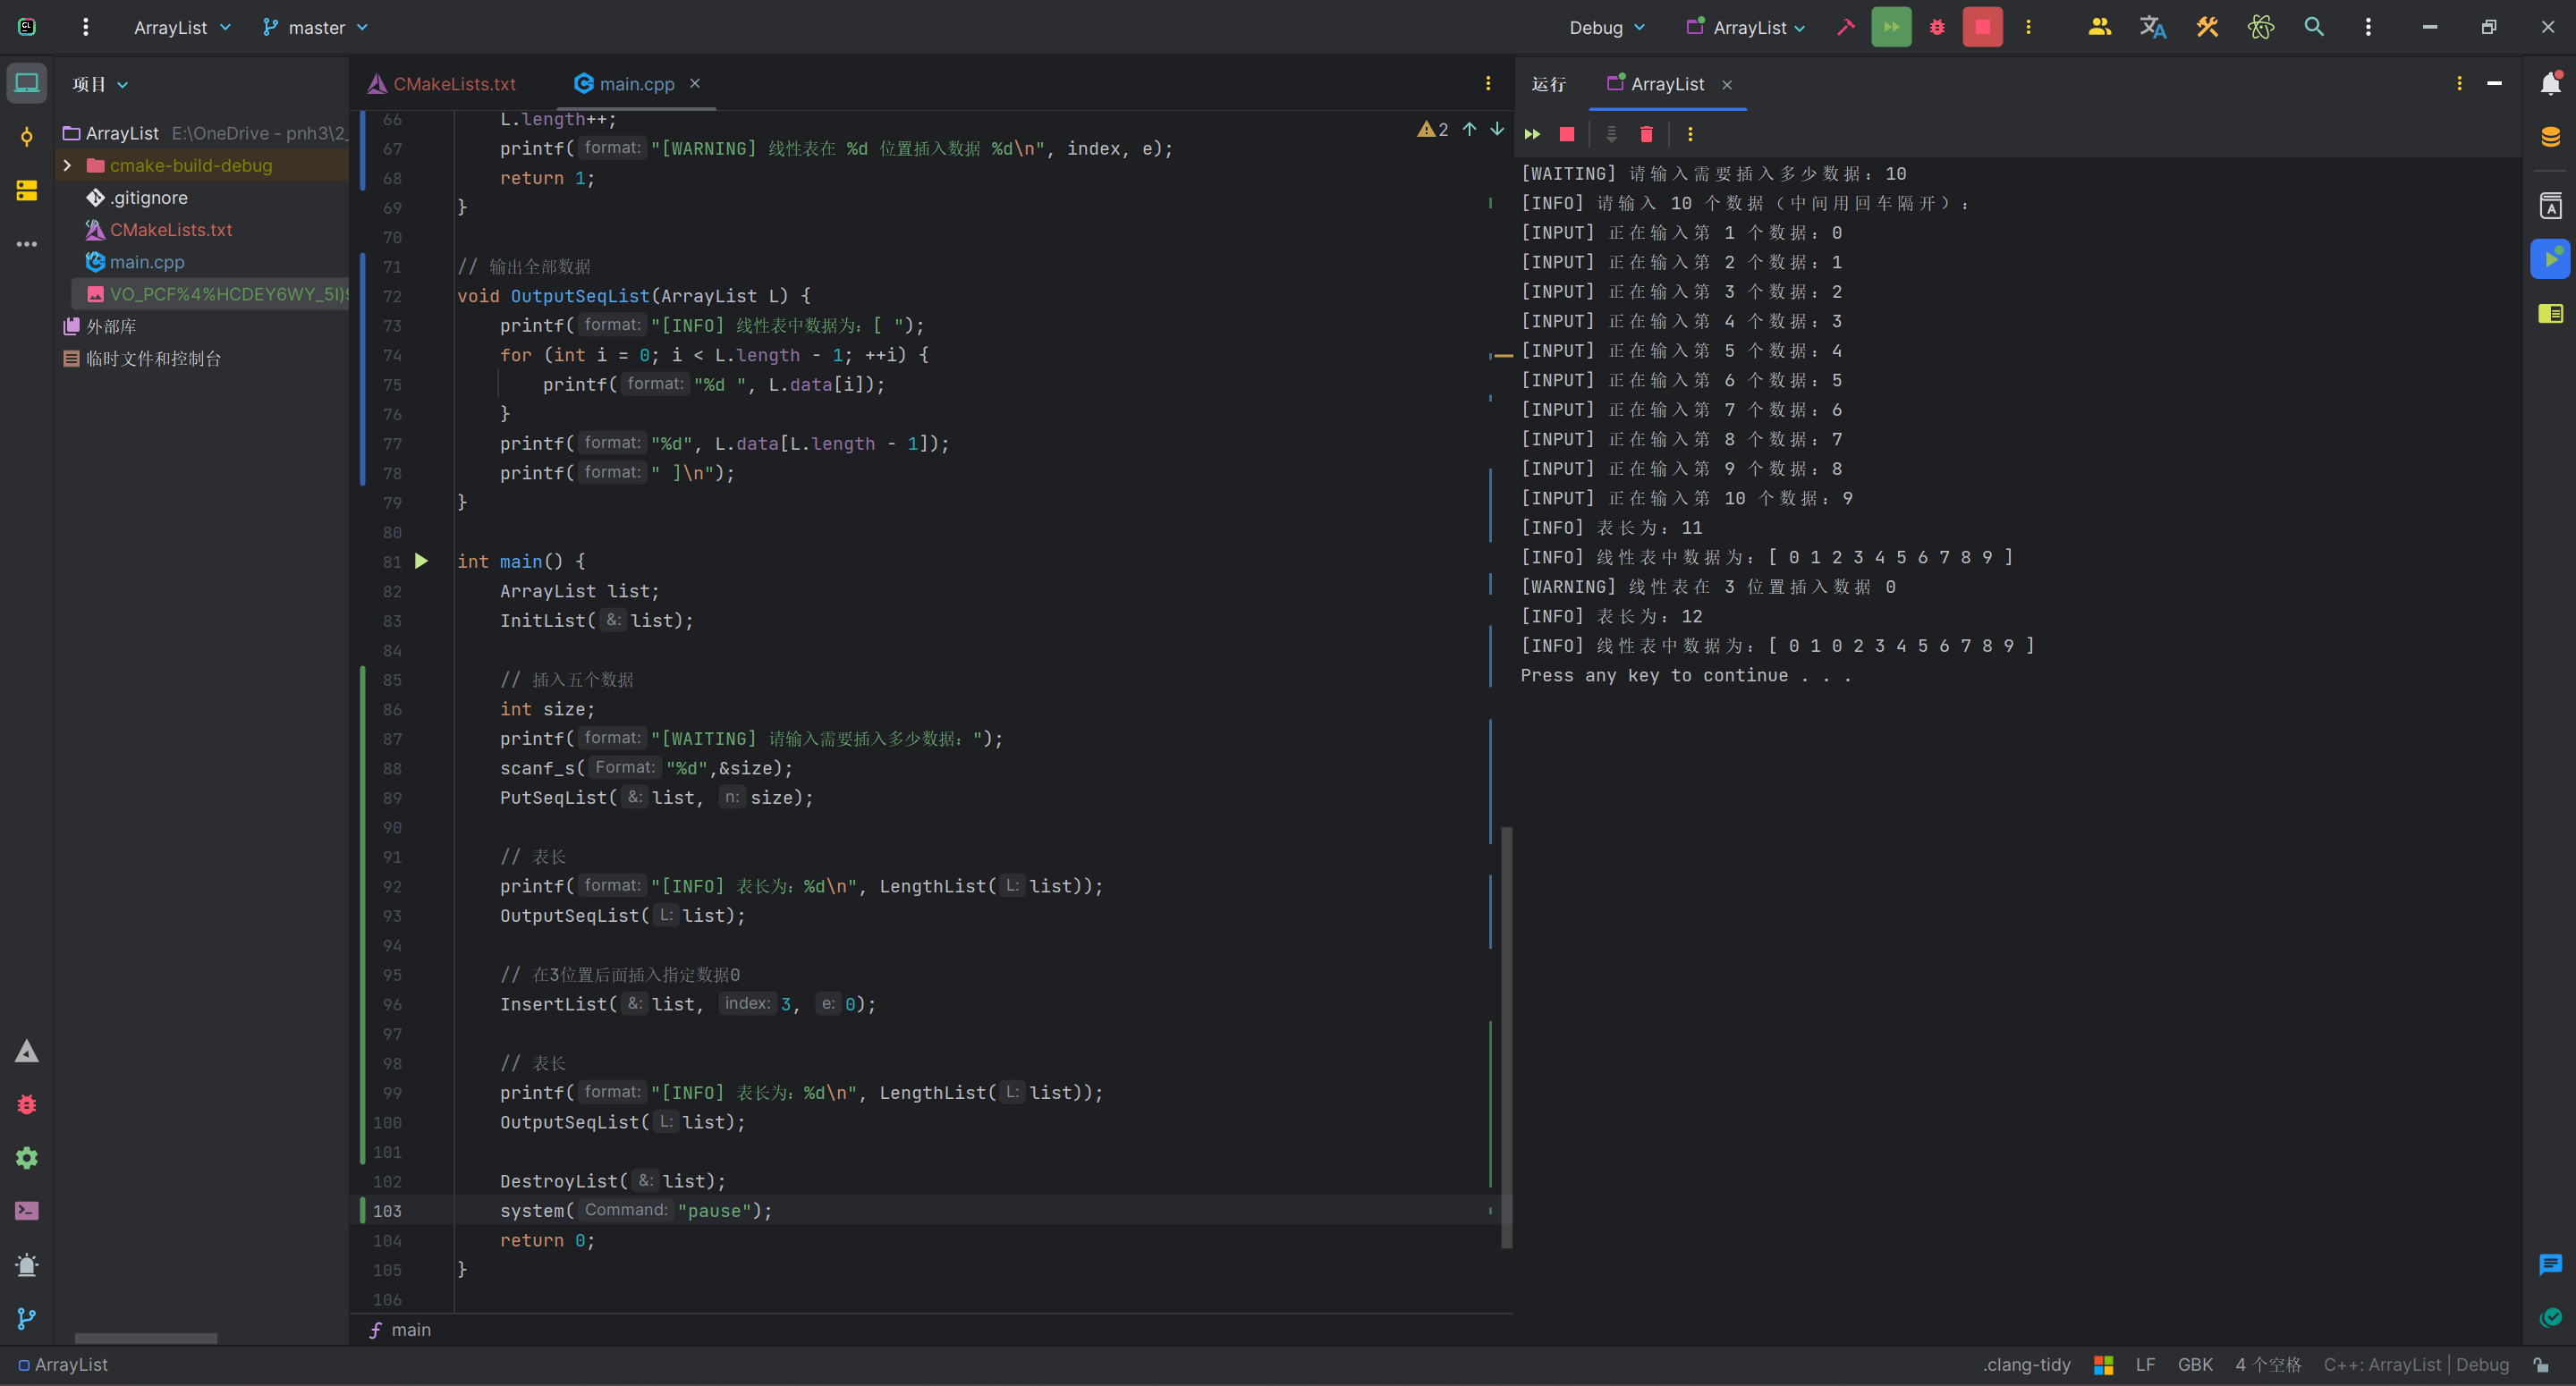 ArrayList
master
Debug
ArrayList
项目
ArrayList E:\OneDrive - pnh3\2_
cmake-build-debug
.gitignore
CMakeLists.txt
main.cpp
外部库
临时文件和控制台
CMakeLists.txt
main.cpp
2
66 L.length++;
67 printf( format: "[WARNING] 线性表在 %d 位置插入数据 %d\n", index, e);
68 return 1;
69 }
70
71 // 输出全部数据
72 void OutputSeqList(ArrayList L) {
73 printf( format: "[INFO] 线性表中数据为: [ ");
74 for (int i = 0; i < L.length - 1; ++i) {
75 printf( format: "%d ", L.data[i]);
76 }
77 printf( format: "%d", L.data[L.length - 1]);
78 printf( format: " ]\n");
79 }
80
81 int main() {
82 ArrayList list;
83 InitList( &: list);
84
85 // 插入五个数据
86 int size;
87 printf( format: "[WAITING] 请输入需要插入多少数据: ");
88 scanf_s( Format: "%d",&size);
89 PutSeqList( &: list, n: size);
90
91 // 表长
92 printf( format: "[INFO] 表长为: %d\n", LengthList( L: list));
93 OutputSeqList( L: list);
94
95 // 在3位置后面插入指定数据0
96 InsertList( &: list, index: 3, e: 0);
97
98 // 表长
99 printf( format: "[INFO] 表长为: %d\n", LengthList( L: list));
100 OutputSeqList( L: list);
101
102 DestroyList( &: list);
103 system( Command: "pause");
104 return 0;
105 }
106
main
运行
ArrayList
[WAITING] 请输入需要插入多少数据: 10
[INFO] 请输入 10 个数据（中间用回车隔开）:
[INPUT] 正在输入第 1 个数据: 0
[INPUT] 正在输入第 2 个数据: 1
[INPUT] 正在输入第 3 个数据: 2
[INPUT] 正在输入第 4 个数据: 3
[INPUT] 正在输入第 5 个数据: 4
[INPUT] 正在输入第 6 个数据: 5
[INPUT] 正在输入第 7 个数据: 6
[INPUT] 正在输入第 8 个数据: 7
[INPUT] 正在输入第 9 个数据: 8
[INPUT] 正在输入第 10 个数据: 9
[INFO] 表长为: 11
[INFO] 线性表中数据为: [ 0 1 2 3 4 5 6 7 8 9 ]
[WARNING] 线性表在 3 位置插入数据 0
[INFO] 表长为: 12
[INFO] 线性表中数据为: [ 0 1 0 2 3 4 5 6 7 8 9 ]
Press any key to continue . . .
ArrayList
.clang-tidy
LF
GBK
4 个空格
C++: ArrayList | Debug